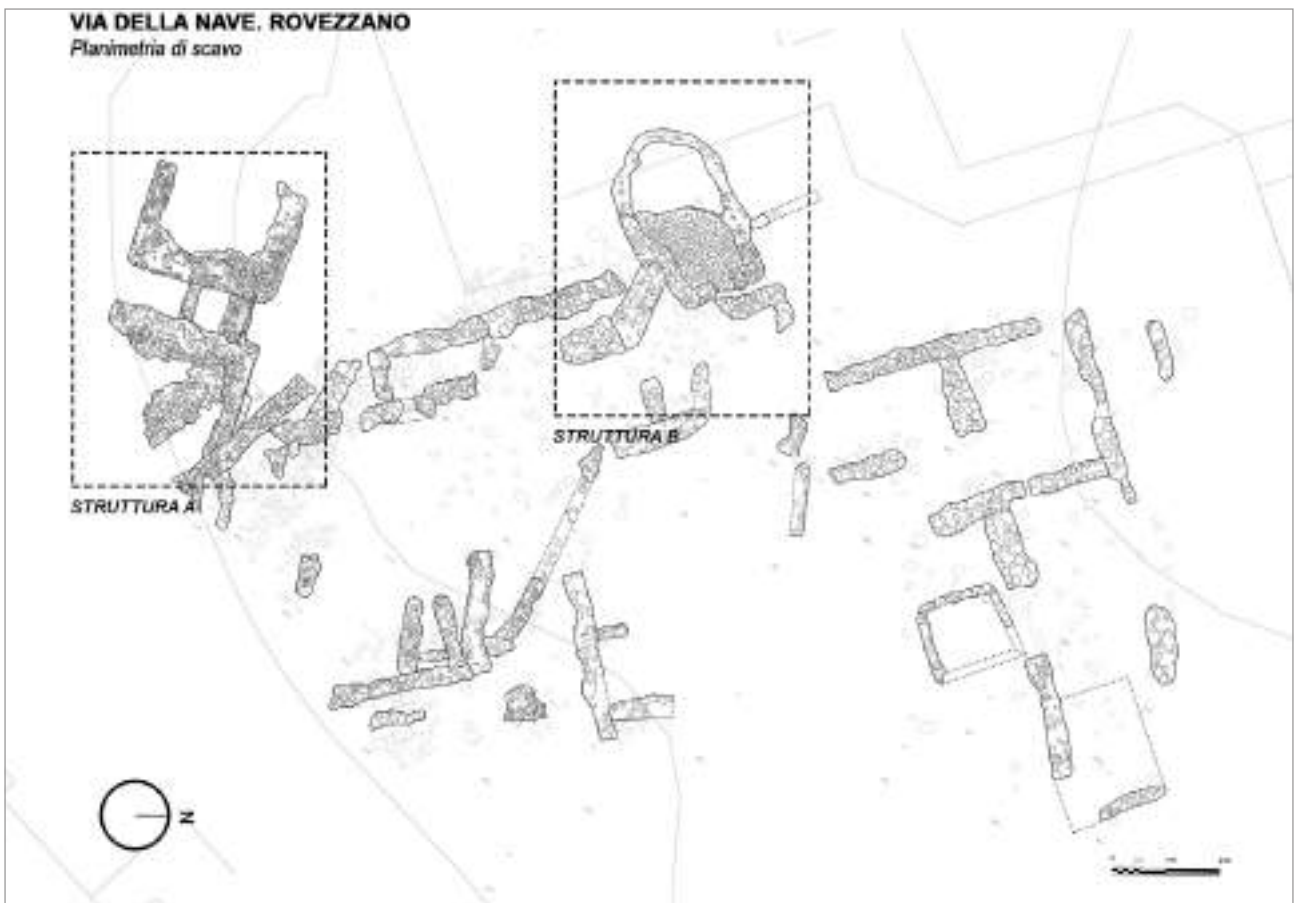 VIA DELLA NAVE. ROVEZZANO
Planimetria di scavo
STRUTTURA B
STRUTTURA A
N